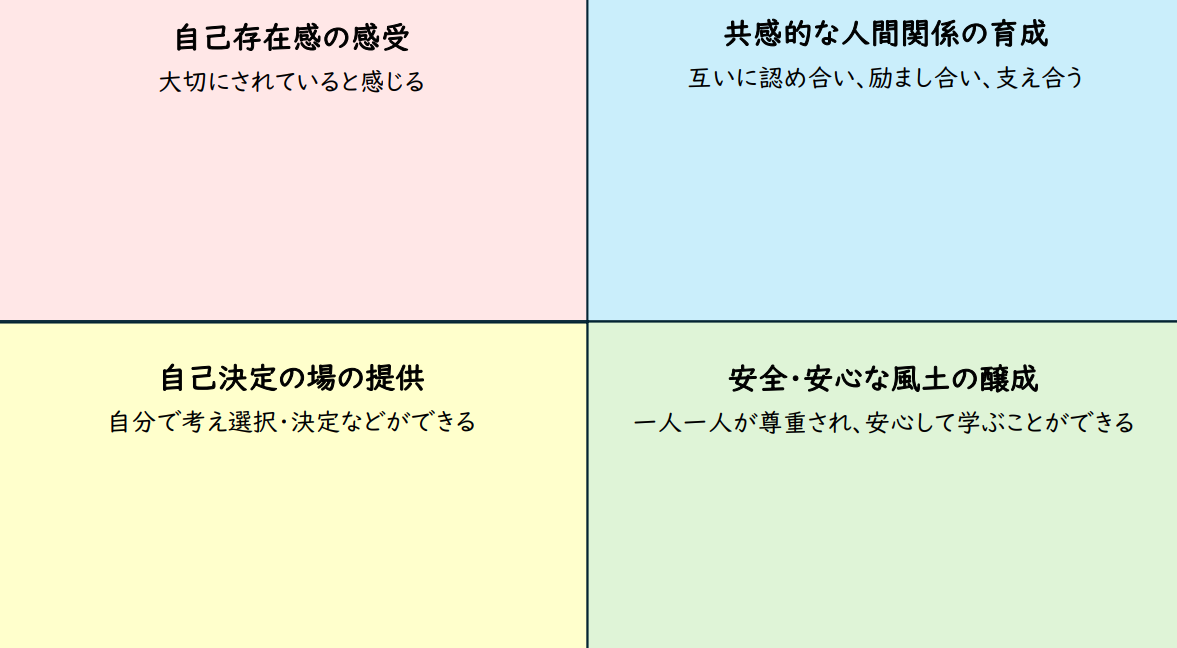 自己存在感の感受
大切にされていると感じる
共感的な人間関係の育成
互いに認め合い、励まし合い、支え合う
自己決定の場の提供
自分で考え選択・決定などができる
安全・安心な風土の醸成
一人一人が尊重され、安心して学ぶことができる